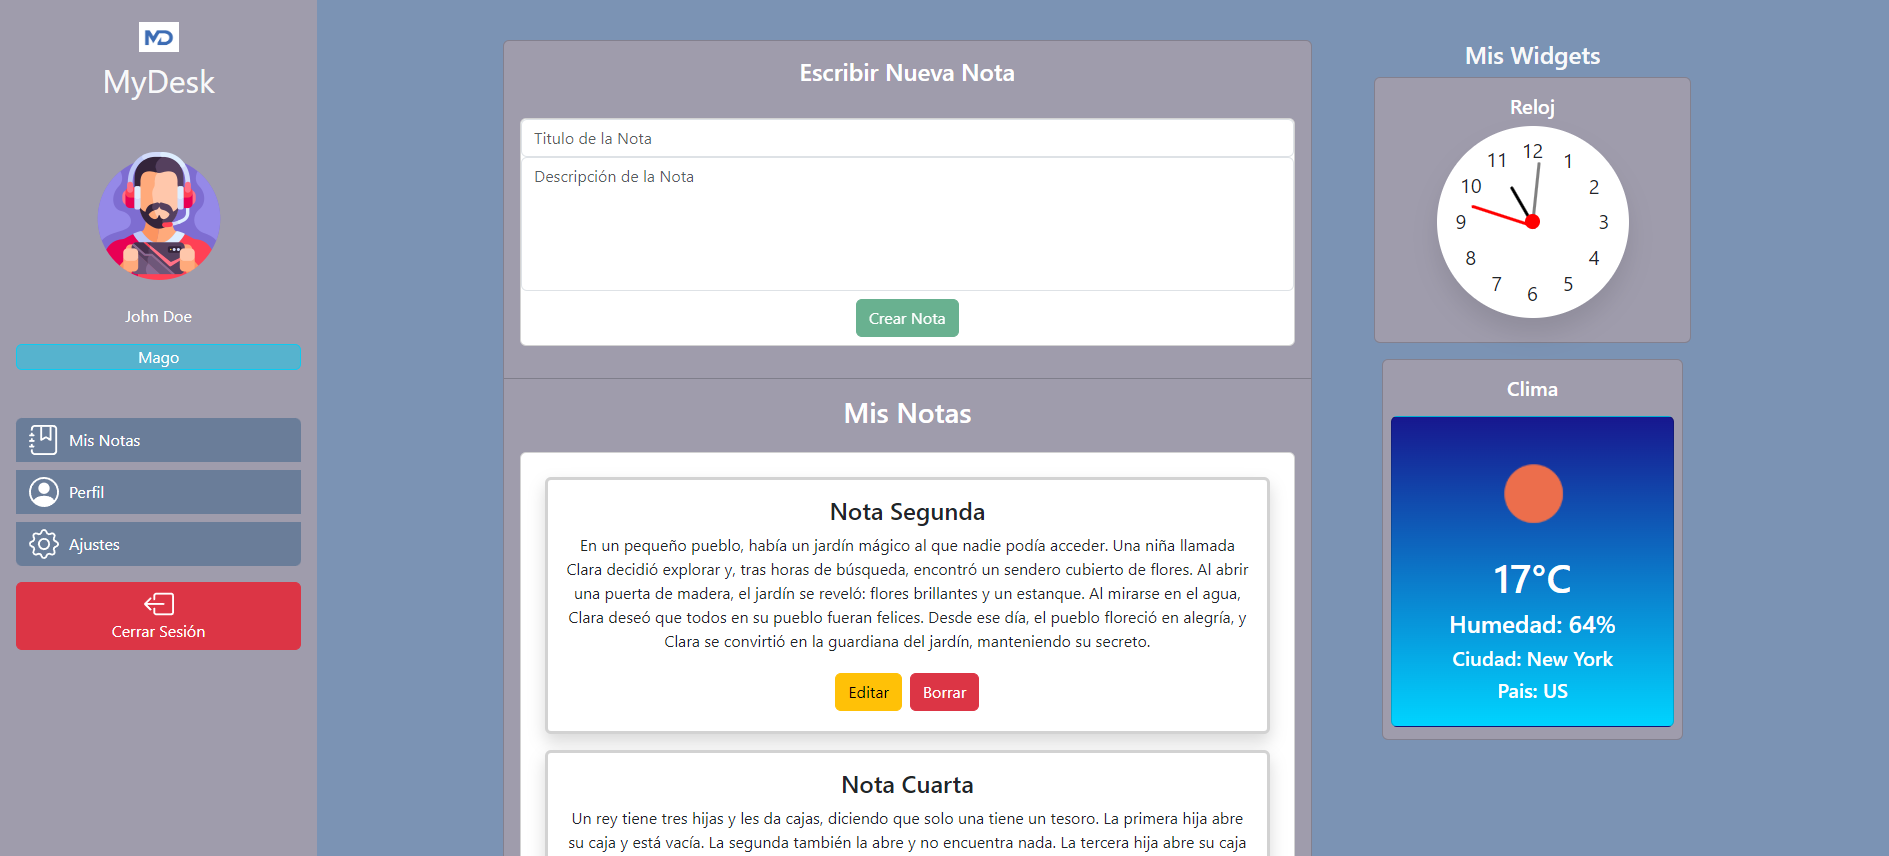 MD
MyDesk
John Doe
Mago
Mis Notas
Perfil
Ajustes
Cerrar Sesión
Escribir Nueva Nota
Titulo de la Nota
Descripción de la Nota
Crear Nota
Mis Notas
Nota Segunda
En un pequeño pueblo, había un jardín mágico al que nadie podía acceder. Una niña llamada
Clara decidió explorar y, tras horas de búsqueda, encontró un sendero cubierto de flores. Al abrir
una puerta de madera, el jardín se reveló: flores brillantes y un estanque. Al mirarse en el agua,
Clara deseó que todos en su pueblo fueran felices. Desde ese día, el pueblo floreció en alegría, y
Clara se convirtió en la guardiana del jardín, manteniendo su secreto.
Editar Borrar
Nota Cuarta
Un rey tiene tres hijas y les da cajas, diciendo que solo una tiene un tesoro. La primera hija abre
su caja y está vacía. La segunda también la abre y no encuentra nada. La tercera hija abre su caja
Mis Widgets
Reloj
12
1
2
3
4
5
6
7
8
9
10
11
Clima
17°C
Humedad: 64%
Ciudad: New York
Pais: US